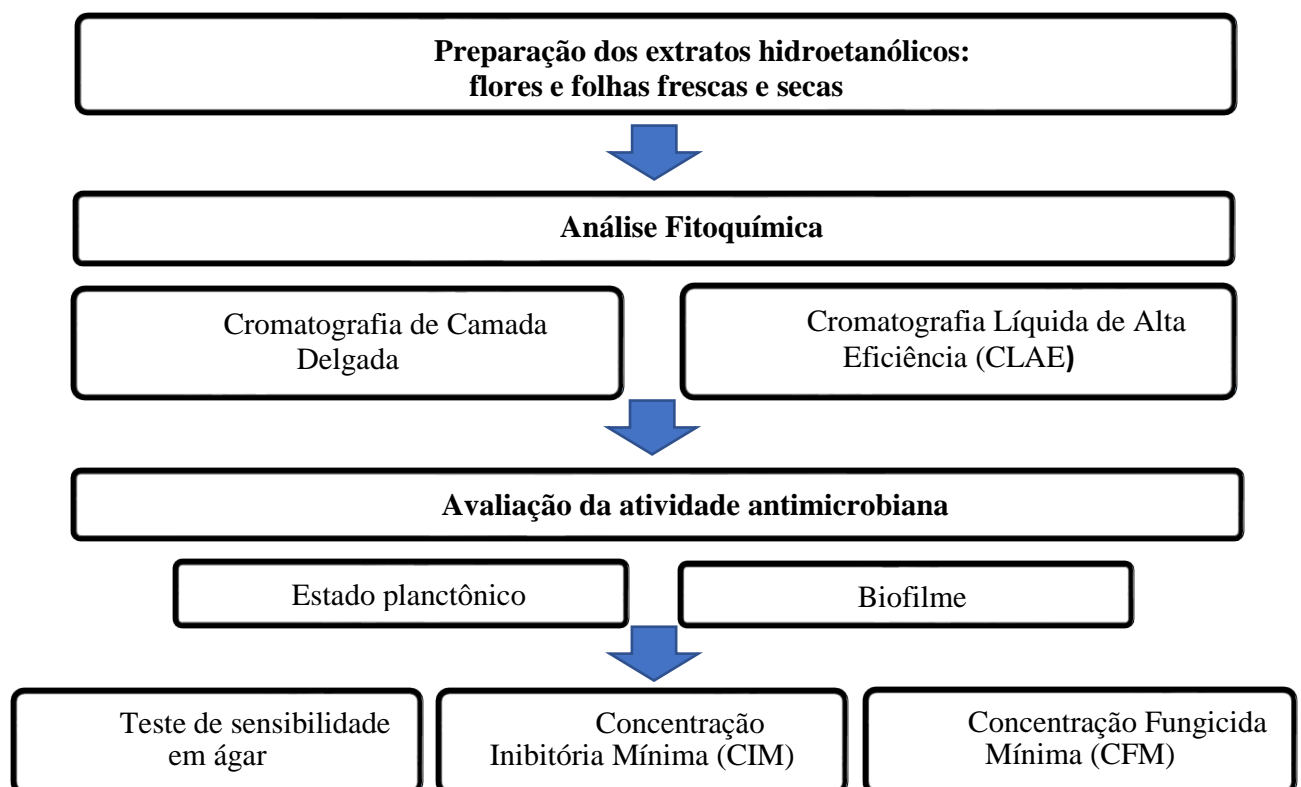 Preparação dos extratos hidroetanólicos:
flores e folhas frescas e secas
Análise Fitoquímica
Cromatografia de Camada
Delgada
Cromatografia Líquida de Alta
Eficiência (CLAE)
Avaliação da atividade antimicrobiana
Estado planctônico
Biofilme
Teste de sensibilidade
em ágar
Concentração
Inibitória Mínima (CIM)
Concentração Fungicida
Mínima (CFM)